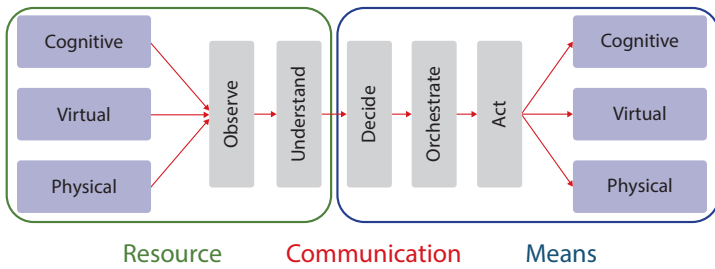 Cognitive
Virtual
Physical
Observe
Understand
Decide
Orchestrate
Act
Cognitive
Virtual
Physical
Resource
Communication
Means